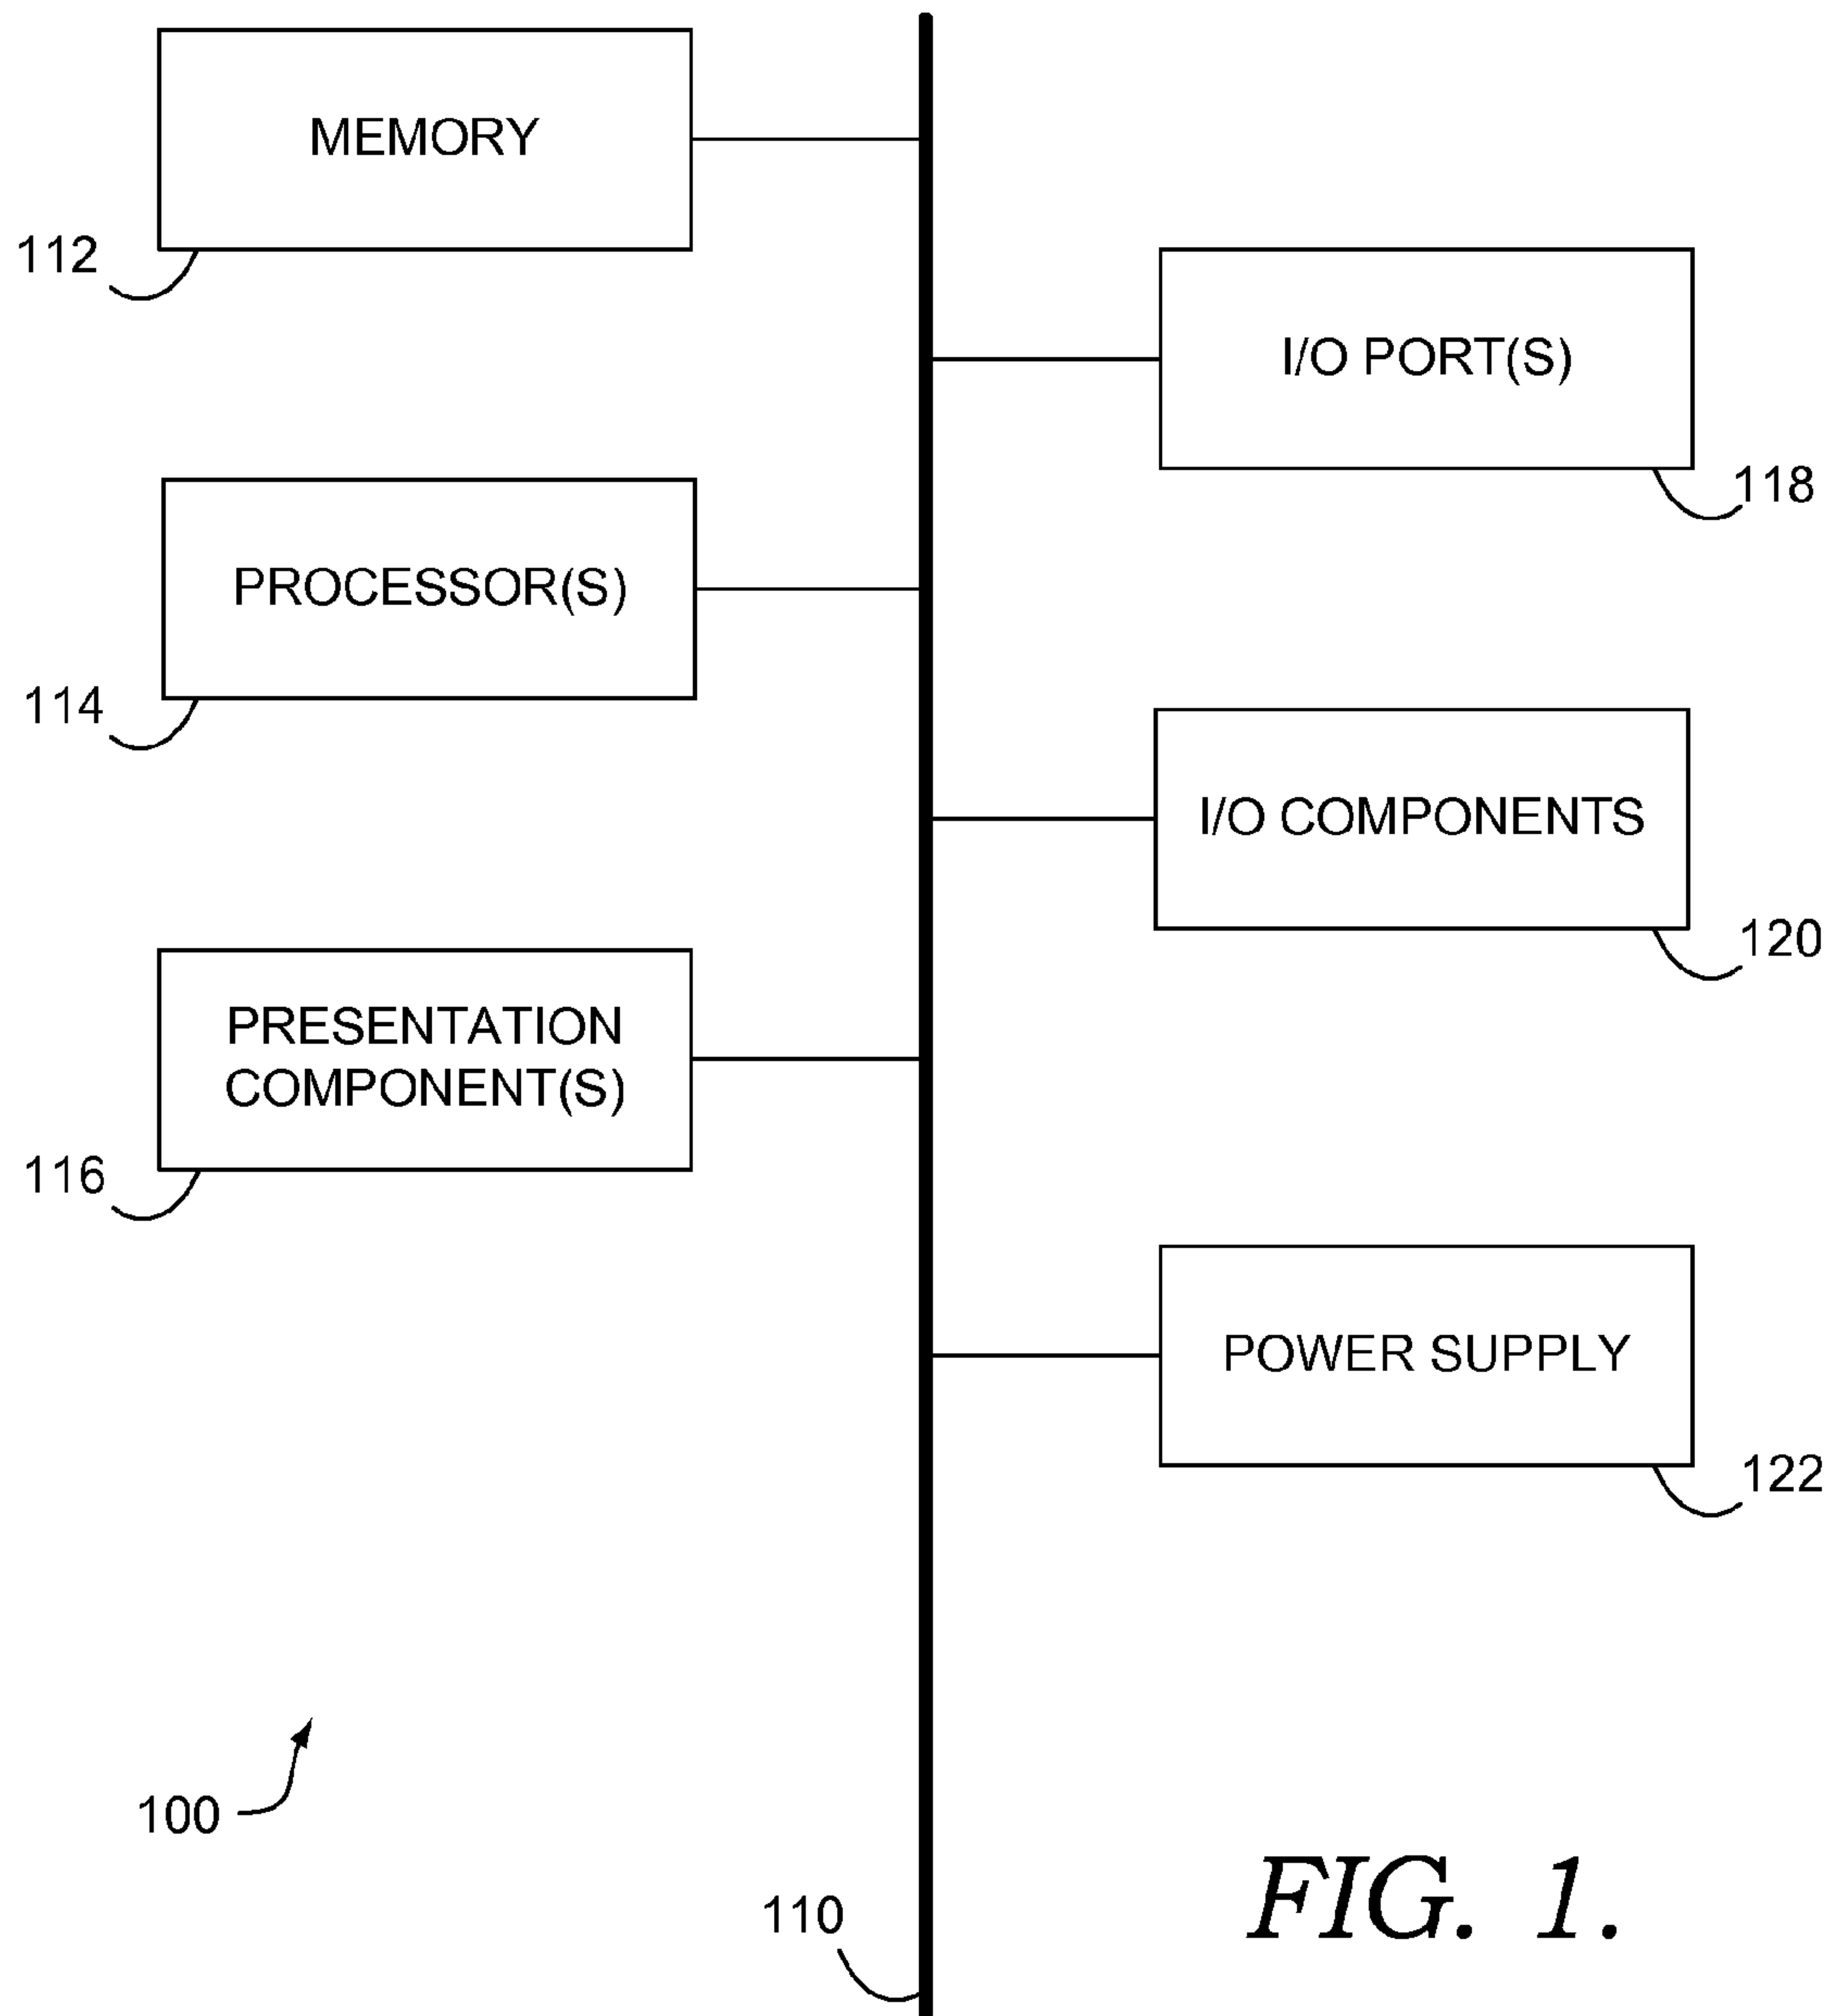 MEMORY
112
I/O PORT(S)
118
PROCESSOR(S)
114
I/O COMPONENTS
120
PRESENTATION
COMPONENT(S)
116
POWER SUPPLY
122
100
110
FIG. 1.